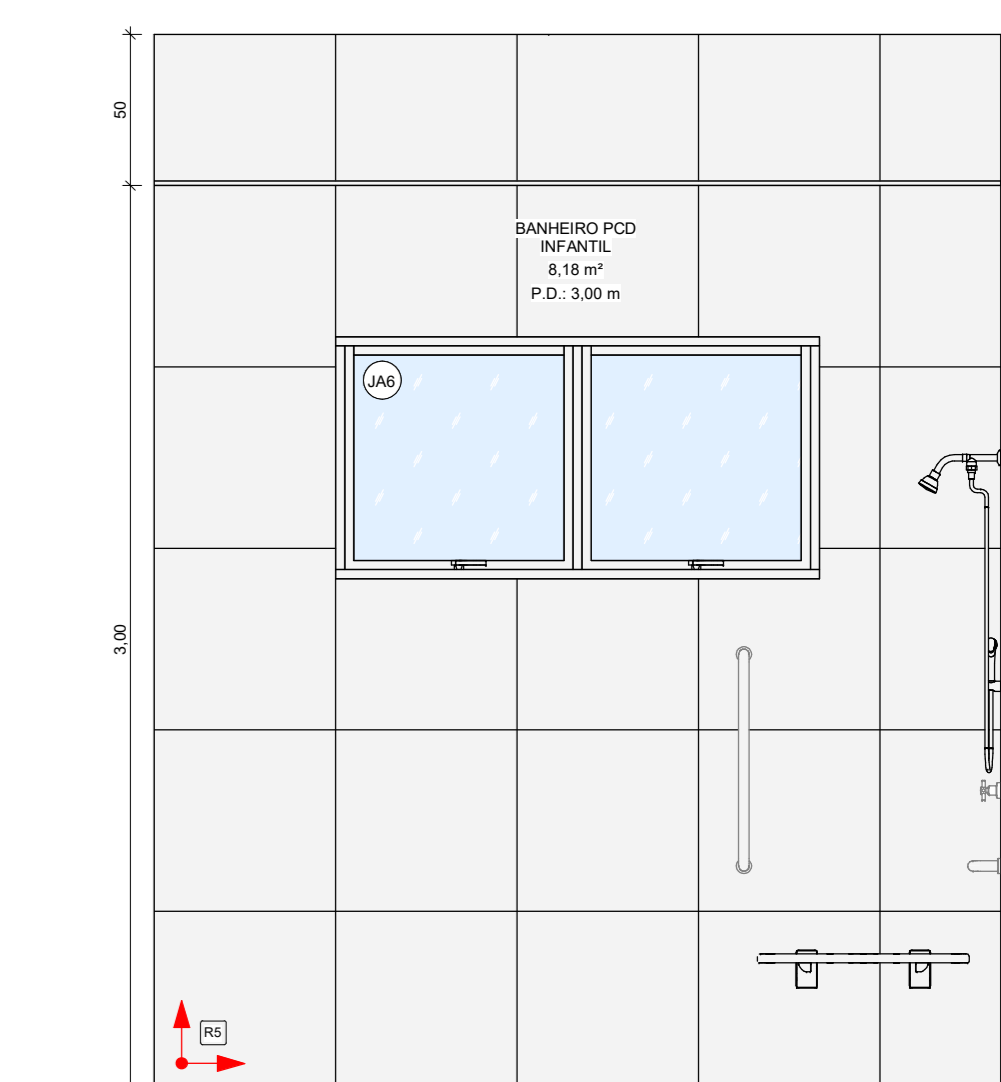 50
BANHEIRO PCD
INFANTIL
8,18 m²
P.D.: 3,00 m
JA6
3,00
R5